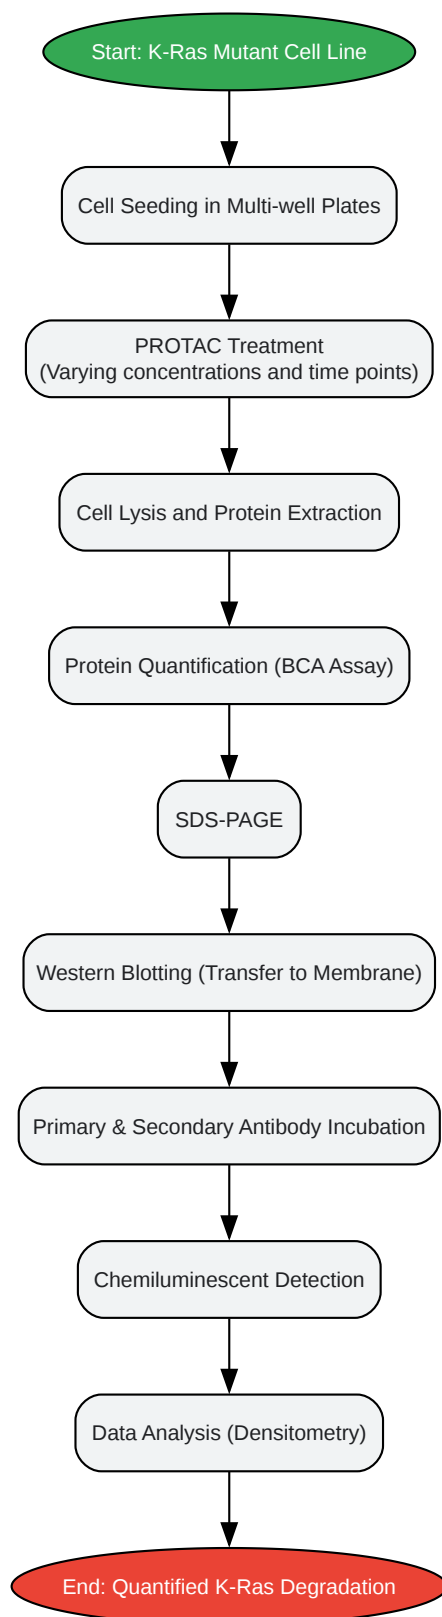 Start: K-Ras Mutant Cell Line
Cell Seeding in Multi-well Plates
PROTAC Treatment
(Varying concentrations and time points)
Cell Lysis and Protein Extraction
Protein Quantification (BCA Assay)
SDS-PAGE
Western Blotting (Transfer to Membrane)
Primary & Secondary Antibody Incubation
Chemiluminescent Detection
Data Analysis (Densitometry)
End: Quantified K-Ras Degradation